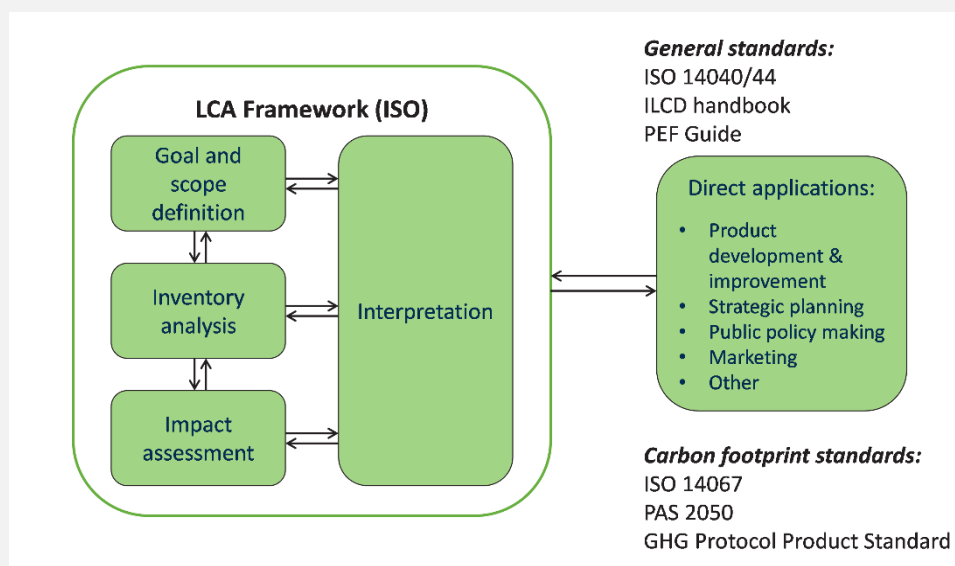 General standards:
ISO 14040/44
ILCD handbook
PEF Guide
LCA Framework (ISO)
Goal and
scope
definition
Inventory
analysis
Impact
assessment
Interpretation
Direct applications:
• Product
development &
improvement
• Strategic planning
• Public policy making
• Marketing
• Other
Carbon footprint standards:
ISO 14067
PAS 2050
GHG Protocol Product Standard